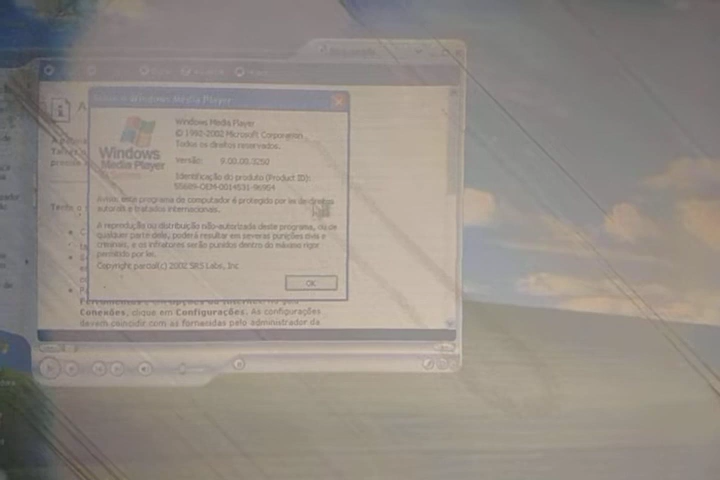 Windows Media Player
Windows Media Player
© 1992-2002 Microsoft Corporation
Todos os direitos reservados.
Windows
Media Player
Versão: 9.00.00.3250
Identificação do produto (Product ID):
55689-OEM-0014531-86954
Aviso: este programa de computador é protegido por leis de direitos
autorais e tratados internacionais.
A reprodução ou distribuição não-autorizada deste programa, ou de
qualquer parte dele, poderá resultar em severas punições civis e
criminais, e os infratores serão punidos dentro do máximo rigor
permitido por lei.
Copyright parcial(c) 2002 SRS Labs, Inc
OK
Conexões, clique em Configurações. As configurações
devem coincidir com as fornecidas pelo administrador da